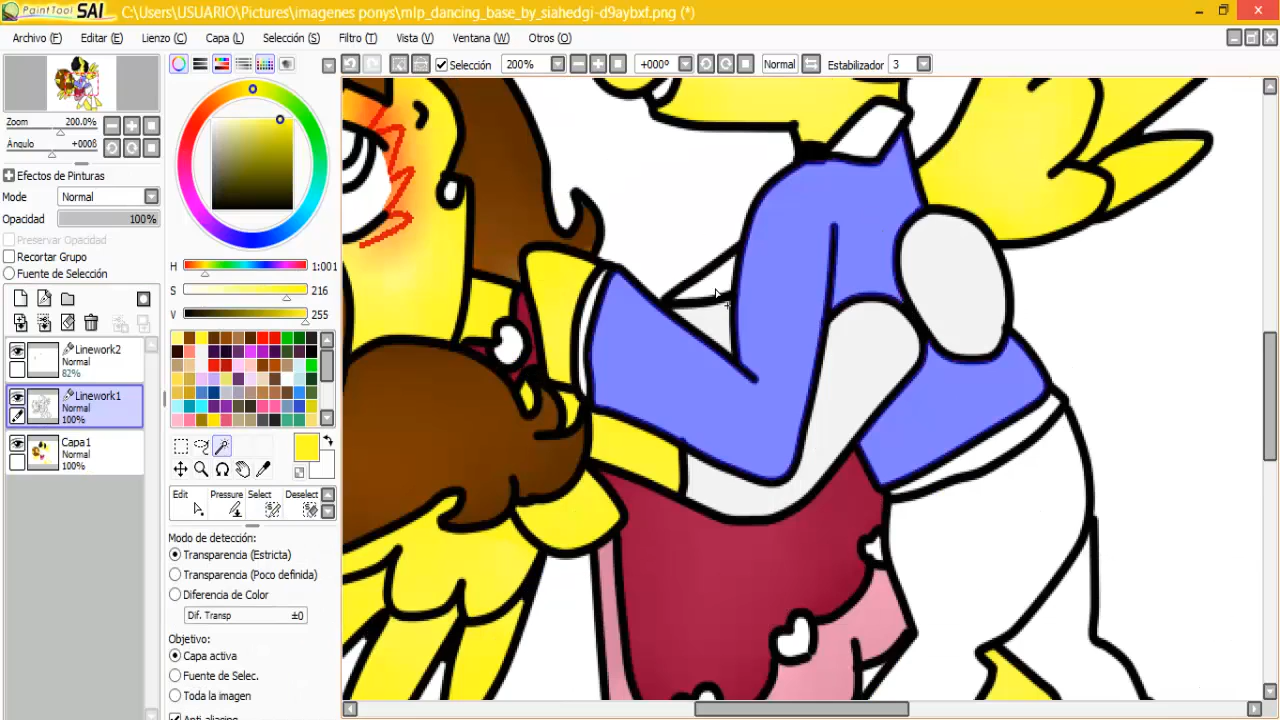 PaintTool SAI C:\Users\USUARIO\Pictures\imagenes ponys\mlp_dancing_base_by_siahedgi-d9aybxf.png (*)
Archivo (F) Editar (E) Lienzo (C) Capa (L) Selección (S) Filtro (T) Vista (V) Ventana (W) Otros (O)
Selección 200% +000º Normal Estabilizador 3
Zoom 200.0%
Ángulo +000º
Efectos de Pinturas
Modo Normal
Opacidad 100%
Preservar Opacidad
Recortar Grupo
Fuente de Selección
H 1:001
S 216
V 255
Linework2
Normal
82%
Linework1
Normal
100%
Capa1
Normal
100%
Edit Pressure Select Deselect
Modo de detección:
Transparencia (Estricta)
Transparencia (Poco definida)
Diferencia de Color
Dif. Transp ±0
Objetivo:
Capa activa
Fuente de Selec.
Toda la imagen
Anti-aliasing